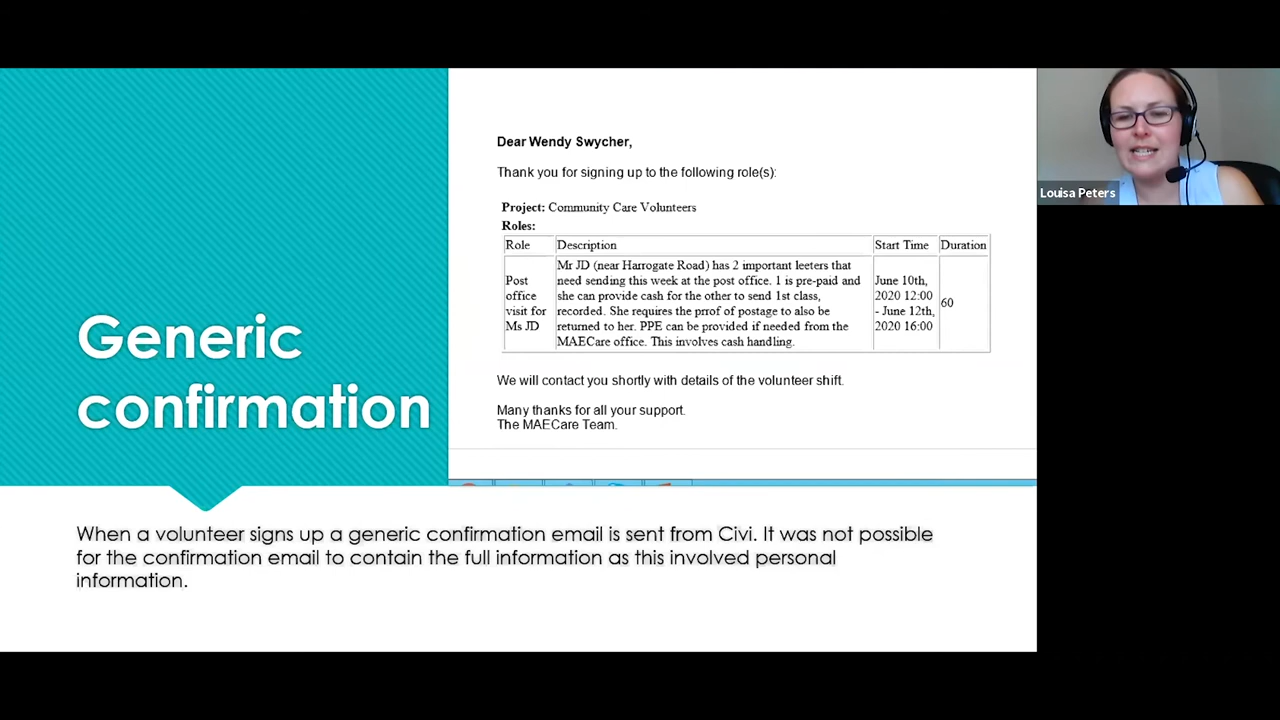 Generic
confirmation
Dear Wendy Swycher,
Thank you for signing up to the following role(s):
Project: Community Care Volunteers
Roles:
Role Description Start Time Duration
Post
office
visit for
Ms JD
Mr JD (near Harrogate Road) has 2 important leeters that
need sending this week at the post office. 1 is pre-paid and
she can provide cash for the other to send 1st class,
recorded. She requires the prrof of postage to also be
returned to her. PPE can be provided if needed from the
MAECare office. This involves cash handling.
June 10th,
2020 12:00
- June 12th,
2020 16:00
60
We will contact you shortly with details of the volunteer shift.
Many thanks for all your support.
The MAECare Team.
Louisa Peters
When a volunteer signs up a generic confirmation email is sent from Civi. It was not possible
for the confirmation email to contain the full information as this involved personal
information.